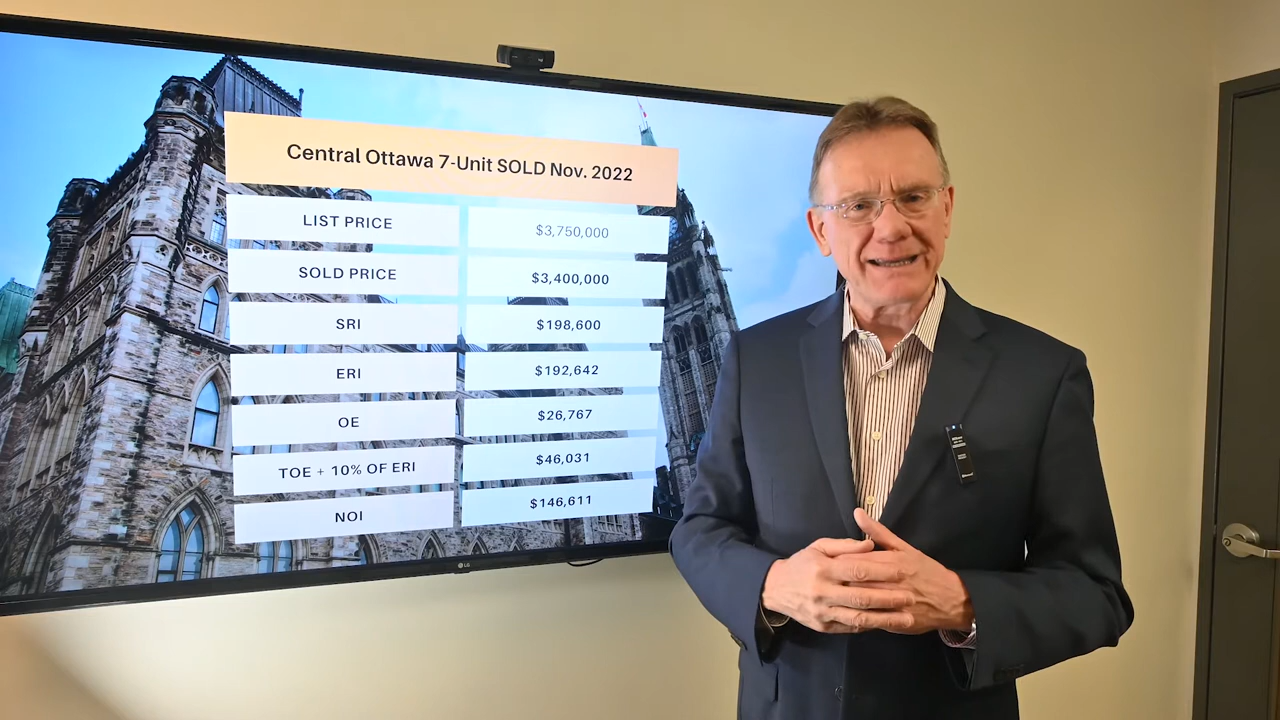 Central Ottawa 7-Unit SOLD Nov. 2022
LIST PRICE $3,750,000
SOLD PRICE $3,400,000
SRI $198,600
ERI $192,642
OE $26,767
TOE + 10% OF ERI $46,031
NOI $146,611
LG